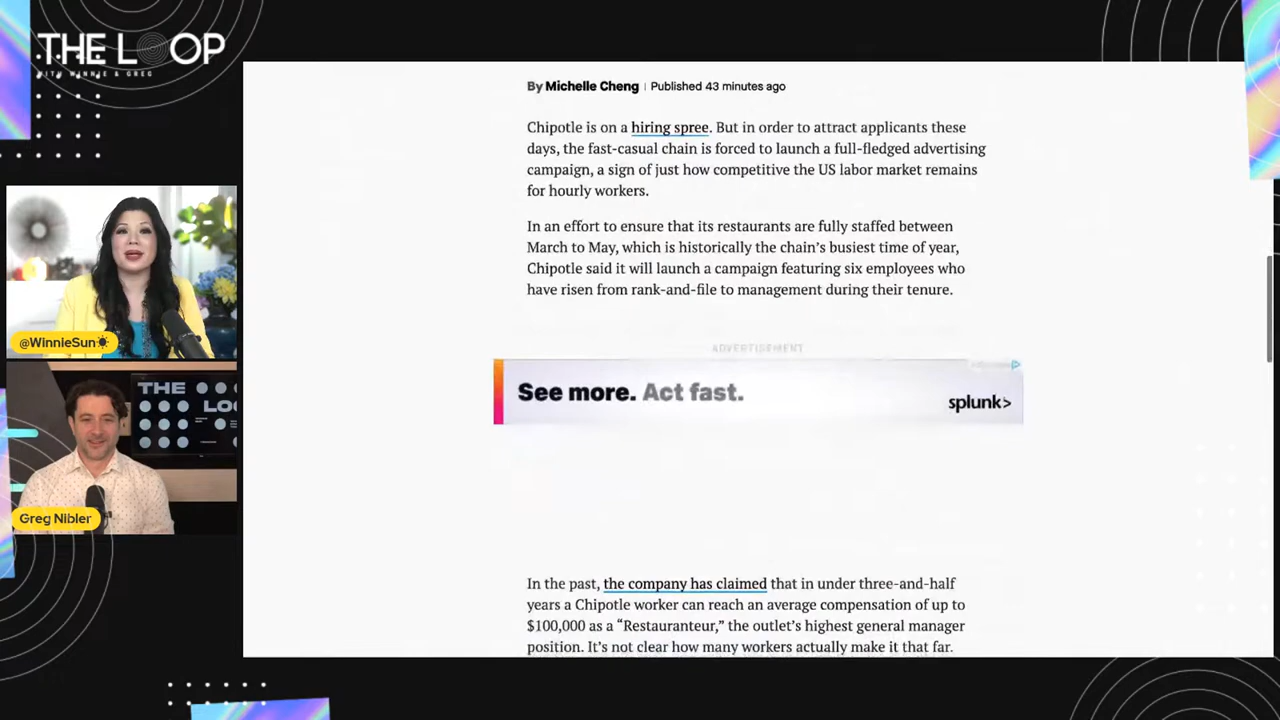 THE LOOP
WITH WINNIE & GREG
By Michelle Cheng | Published 43 minutes ago
Chipotle is on a hiring spree. But in order to attract applicants these
days, the fast-casual chain is forced to launch a full-fledged advertising
campaign, a sign of just how competitive the US labor market remains
for hourly workers.
In an effort to ensure that its restaurants are fully staffed between
March to May, which is historically the chain's busiest time of year,
Chipotle said it will launch a campaign featuring six employees who
have risen from rank-and-file to management during their tenure.
ADVERTISEMENT
See more. Act fast.
splunk>
In the past, the company has claimed that in under three-and-half
years a Chipotle worker can reach an average compensation of up to
$100,000 as a “Restauranteur,” the outlet's highest general manager
position. It's not clear how many workers actually make it that far.
@WinnieSun☀
THE
LO
Greg Nibler